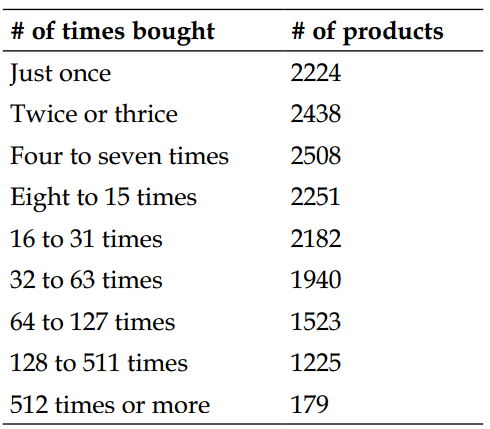 # of times bought # of products
Just once 2224
Twice or thrice 2438
Four to seven times 2508
Eight to 15 times 2251
16 to 31 times 2182
32 to 63 times 1940
64 to 127 times 1523
128 to 511 times 1225
512 times or more 179